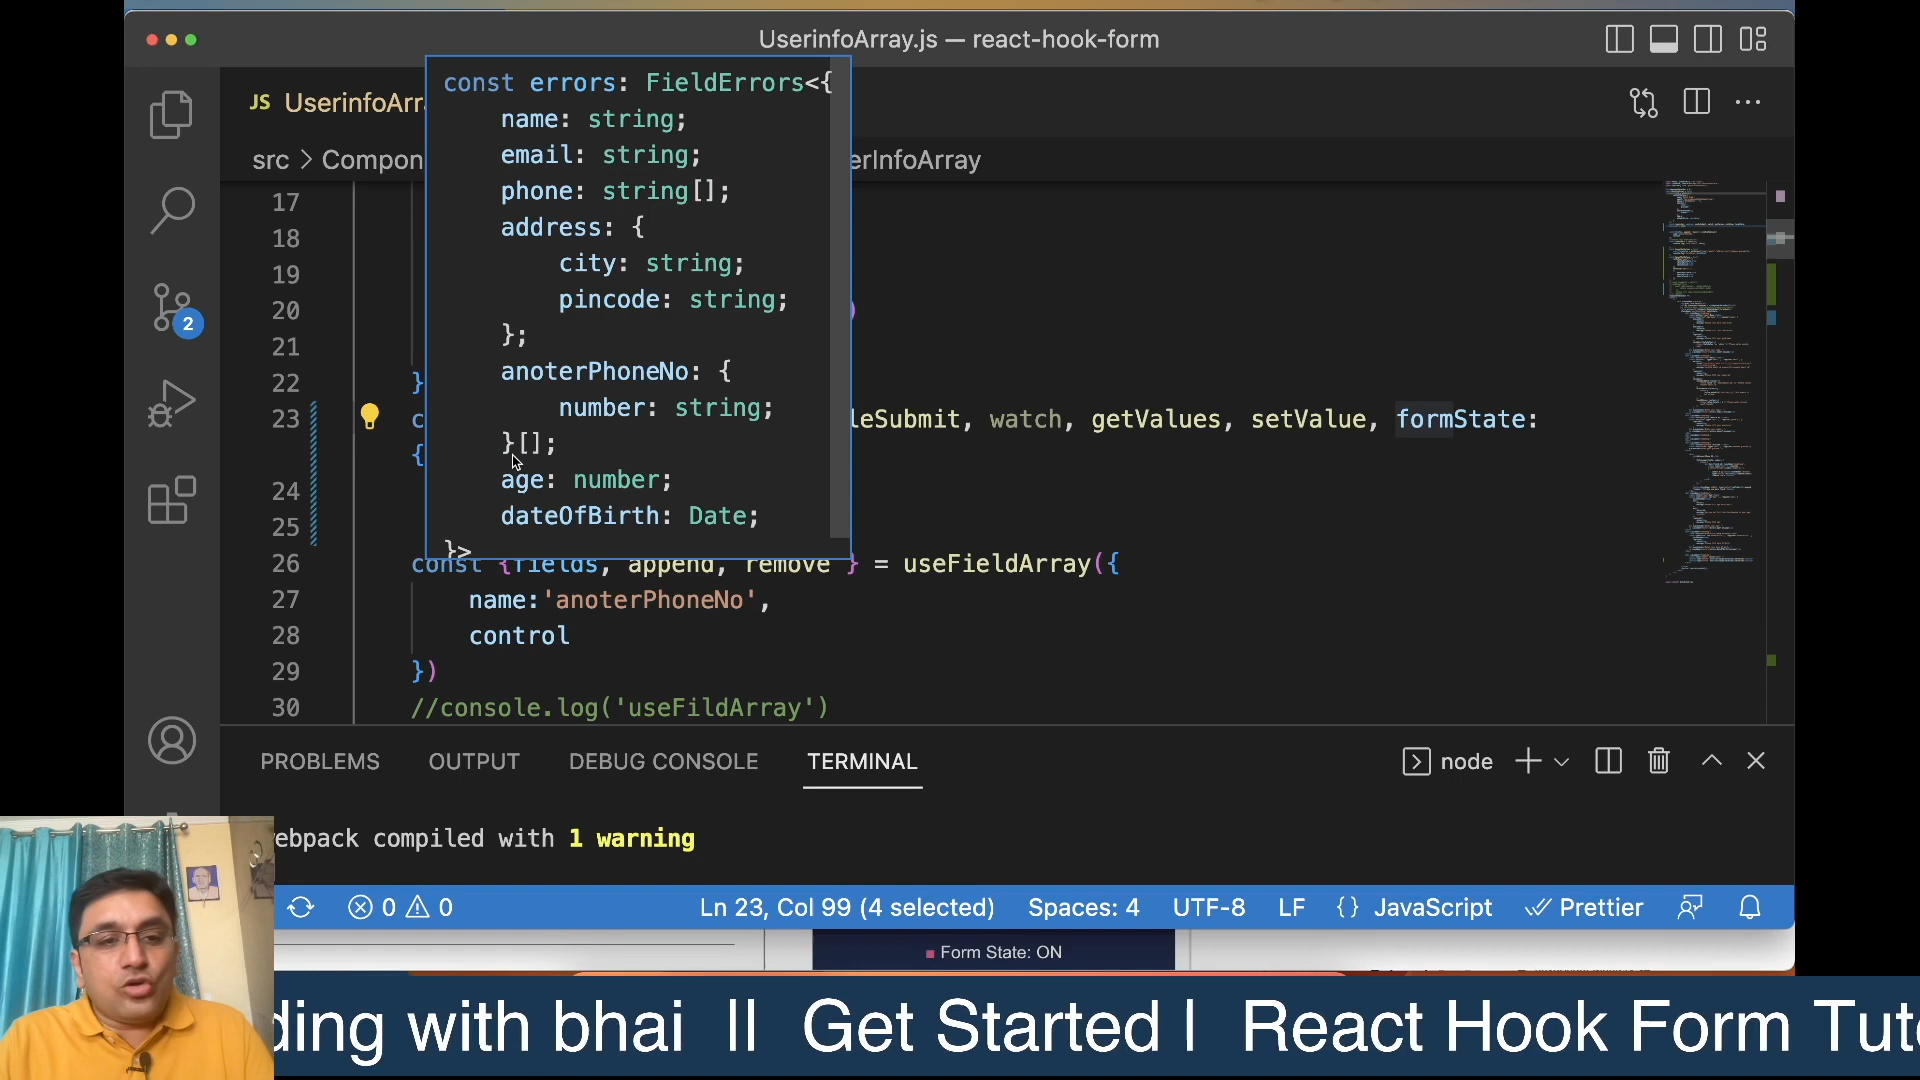 UserinfoArray.js — react-hook-form
JS UserinfoArr
src > Compon
erInfoArray
const errors: FieldErrors<{
name: string;
email: string;
phone: string[];
address: {
city: string;
pincode: string;
};
anoterPhoneNo: {
number: string;
}[];
age: number;
dateOfBirth: Date;
}>
17
18
19
20 )
21
22 }
23 c leSubmit, watch, getValues, setValue, formState:
{
24
25
26 const {fields, append, remove } = useFieldArray({
27 name:'anoterPhoneNo',
28 control
29 })
30 //console.log('useFildArray')
2
PROBLEMS OUTPUT DEBUG CONSOLE TERMINAL
node
ebpack compiled with 1 warning
0 0 Ln 23, Col 99 (4 selected) Spaces: 4 UTF-8 LF {} JavaScript Prettier
Form State: ON
ding with bhai || Get Started | React Hook Form Tut